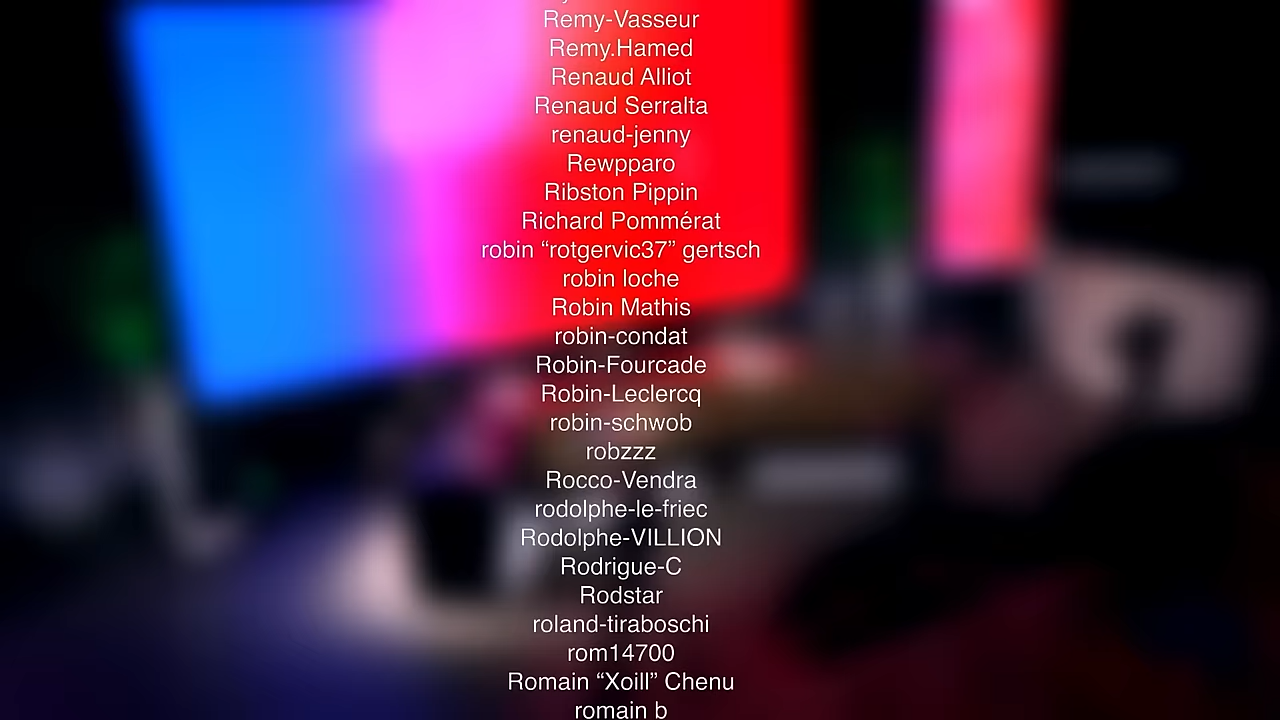 Remy-Vasseur
Remy.Hamed
Renaud Alliot
Renaud Serralta
renaud-jenny
Rewpparo
Ribston Pippin
Richard Pommérat
robin “rotgervic37” gertsch
robin loche
Robin Mathis
robin-condat
Robin-Fourcade
Robin-Leclercq
robin-schwob
robzzz
Rocco-Vendra
rodolphe-le-friec
Rodolphe-VILLION
Rodrigue-C
Rodstar
roland-tiraboschi
rom14700
Romain “Xoill” Chenu
romain b